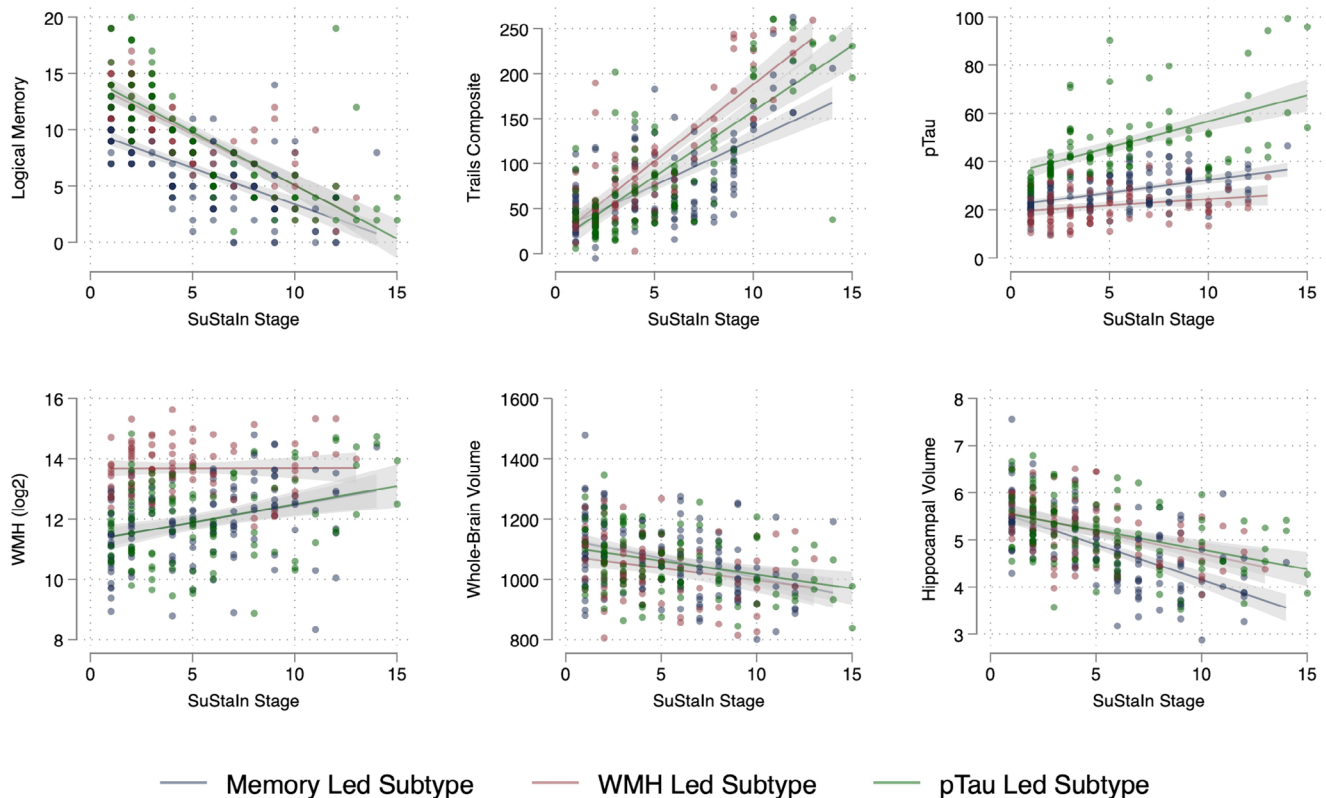 Logical Memory
20
15
10
5
0
0 5 10 15
SuStaIn Stage
Trails Composite
250
200
150
100
50
0
0 5 10 15
SuStaIn Stage
pTau
100
80
60
40
20
0
0 5 10 15
SuStaIn Stage
WMH (log2)
16
14
12
10
8
0 5 10 15
SuStaIn Stage
Whole-Brain Volume
1600
1400
1200
1000
800
0 5 10 15
SuStaIn Stage
Hippocampal Volume
8
7
6
5
4
3
0 5 10 15
SuStaIn Stage
Memory Led Subtype WMH Led Subtype pTau Led Subtype